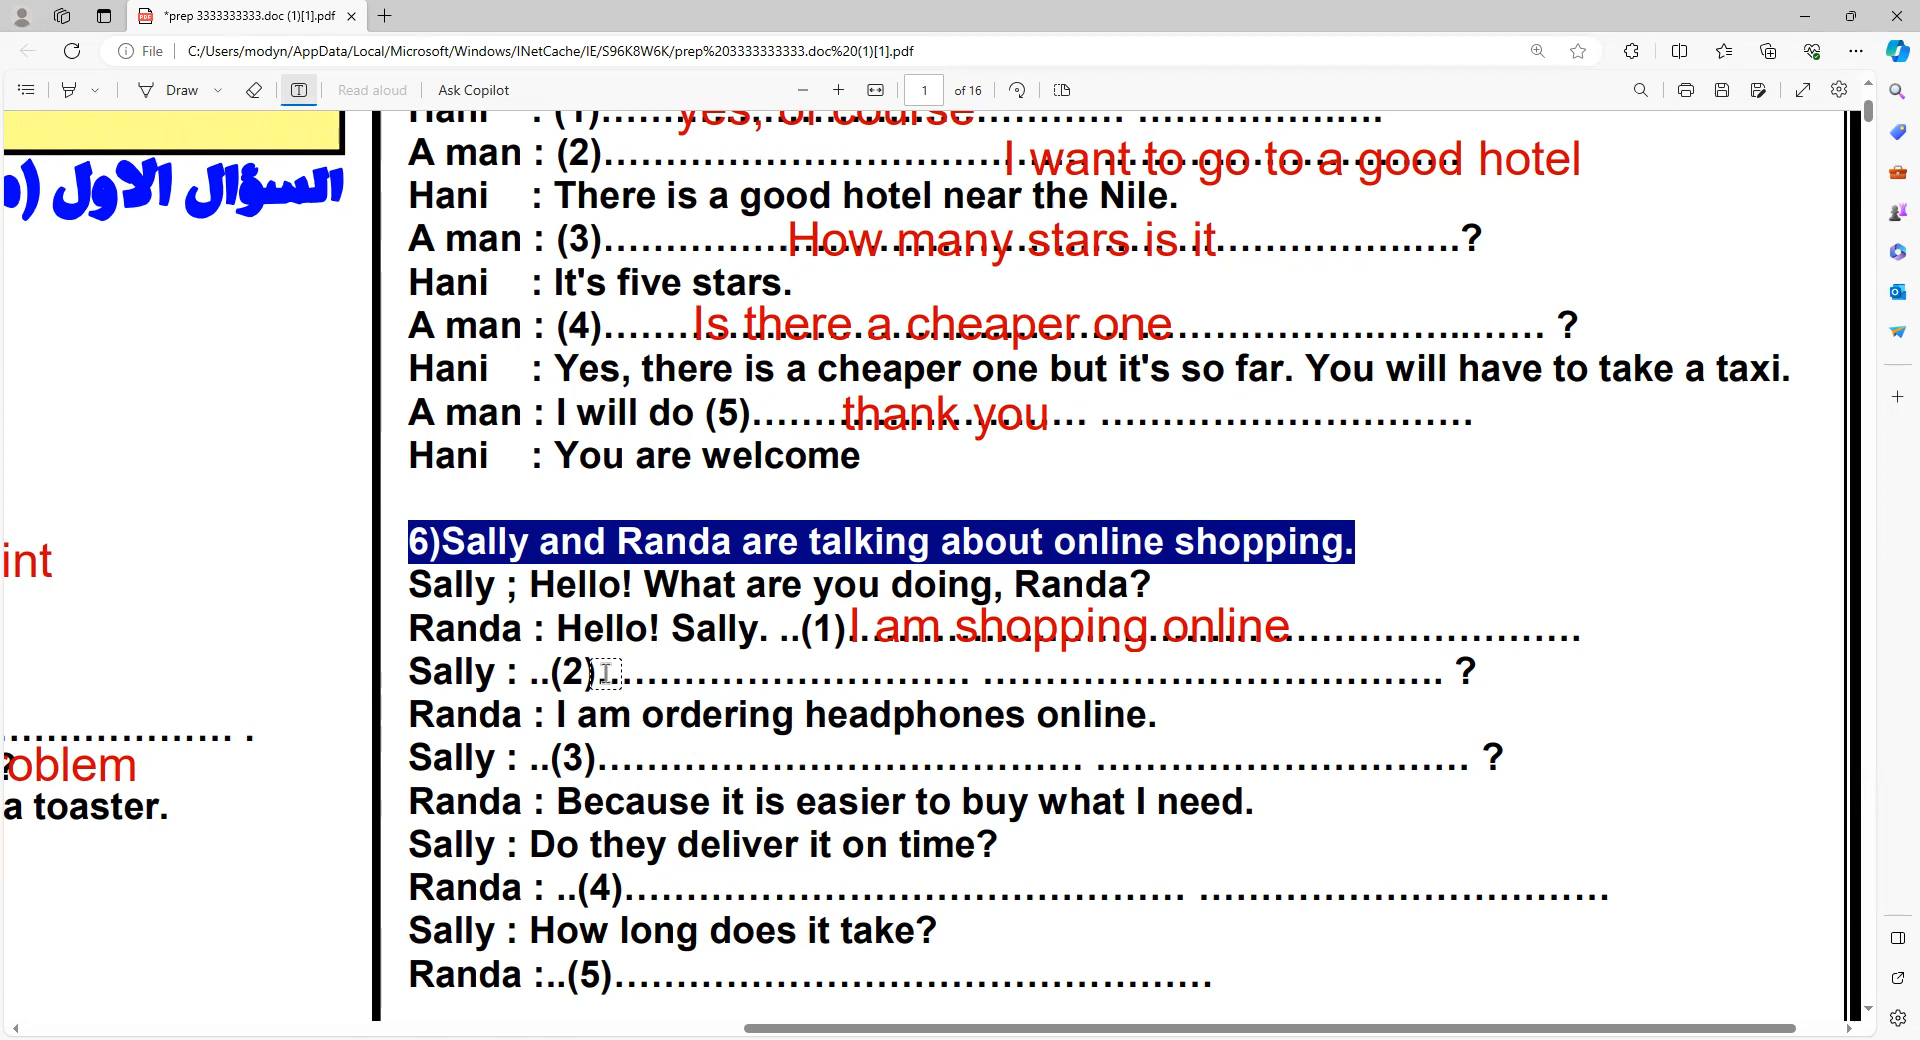 *prep 3333333333.doc (1)[1].pdf
File
C:/Users/modyn/AppData/Local/Microsoft/Windows/INetCache/IE/S96K8W6K/prep%203333333333.doc%20(1)[1].pdf
Draw
Read aloud
Ask Copilot
1 of 16
السؤال الاول
int
oblem
a toaster.
Hani : (1)..... yes, of course .....
A man : (2)..... I want to go to a good hotel
Hani : There is a good hotel near the Nile.
A man : (3)..... How many stars is it .....?
Hani : It's five stars.
A man : (4)..... Is there a cheaper one ..... ?
Hani : Yes, there is a cheaper one but it's so far. You will have to take a taxi.
A man : I will do (5)..... thank you .....
Hani : You are welcome
6)Sally and Randa are talking about online shopping.
Sally ; Hello! What are you doing, Randa?
Randa : Hello! Sally. ..(1) I am shopping online .....
Sally : ..(2)..... ?
Randa : I am ordering headphones online.
Sally : ..(3)..... ?
Randa : Because it is easier to buy what I need.
Sally : Do they deliver it on time?
Randa : ..(4).....
Sally : How long does it take?
Randa :..(5).....